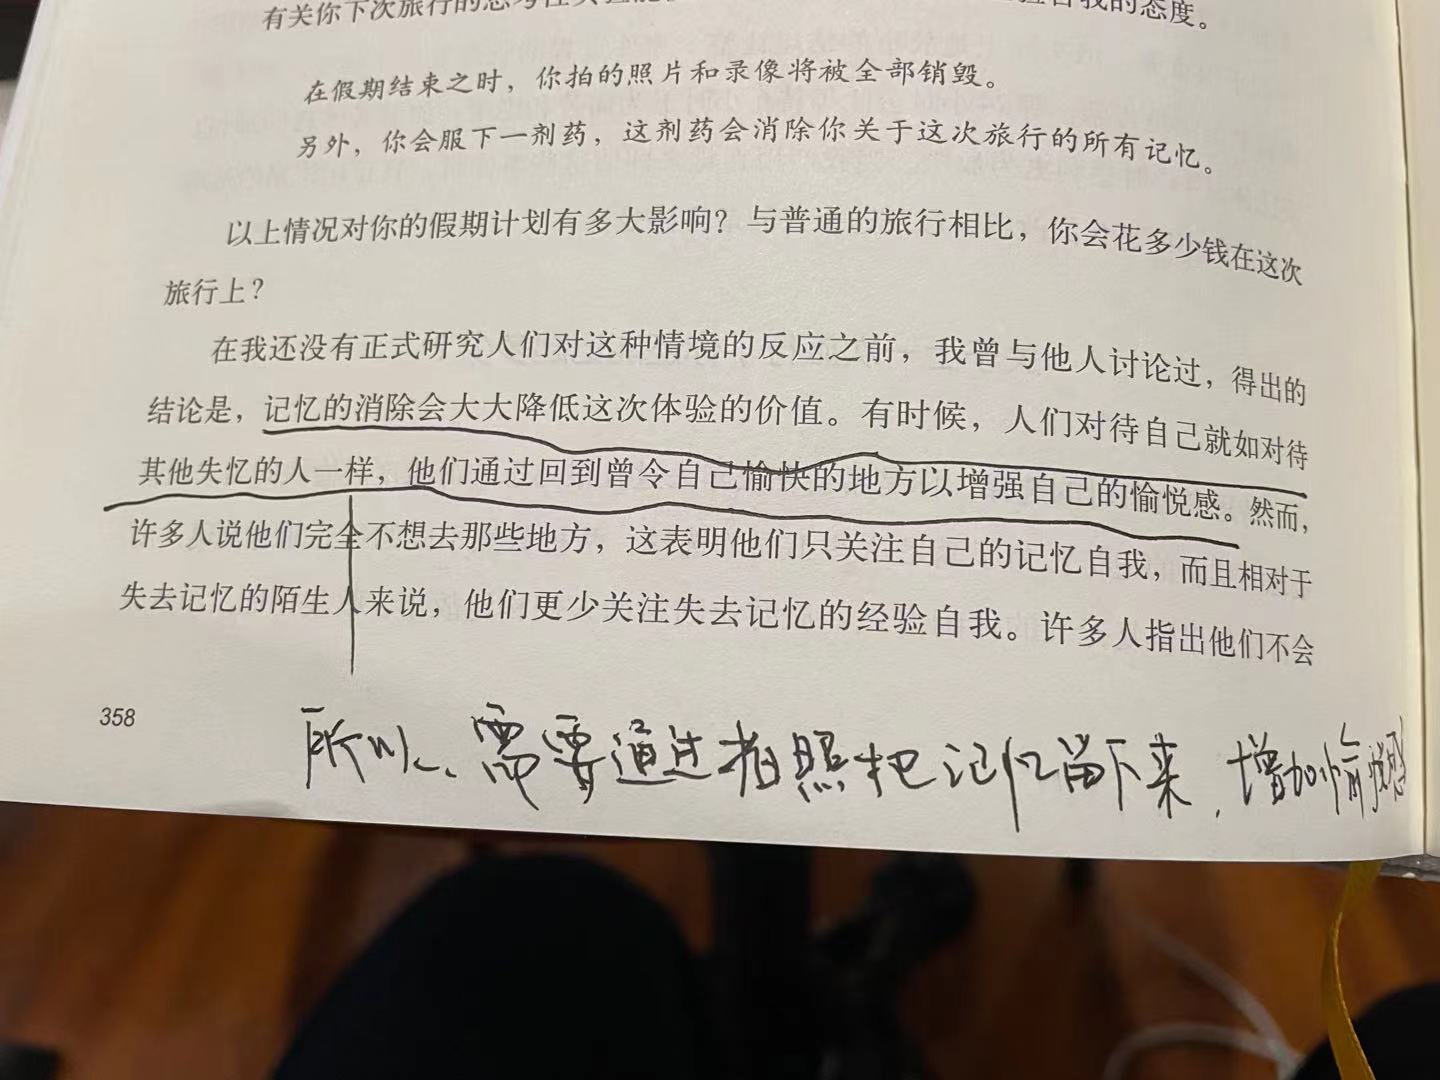 有关你下次旅行的思考
我的态度。
在假期结束之时，你拍的照片和录像将被全部销毁。
另外，你会服下一剂药，这剂药会消除你关于这次旅行的所有记忆。
以上情况对你的假期计划有多大影响？与普通的旅行相比，你会花多少钱在这次
旅行上？
在我还没有正式研究人们对这种情境的反应之前，我曾与他人讨论过，得出的
结论是，记忆的消除会大大降低这次体验的价值。有时候，人们对待自己就如对待
其他失忆的人一样，他们通过回到曾令自己愉快的地方以增强自己的愉悦感。然而，
许多人说他们完全不想去那些地方，这表明他们只关注自己的记忆自我，而且相对于
失去记忆的陌生人来说，他们更少关注失去记忆的经验自我。许多人指出他们不会
358
所以、需要通过拍照把记忆留下来，增加愉悦感